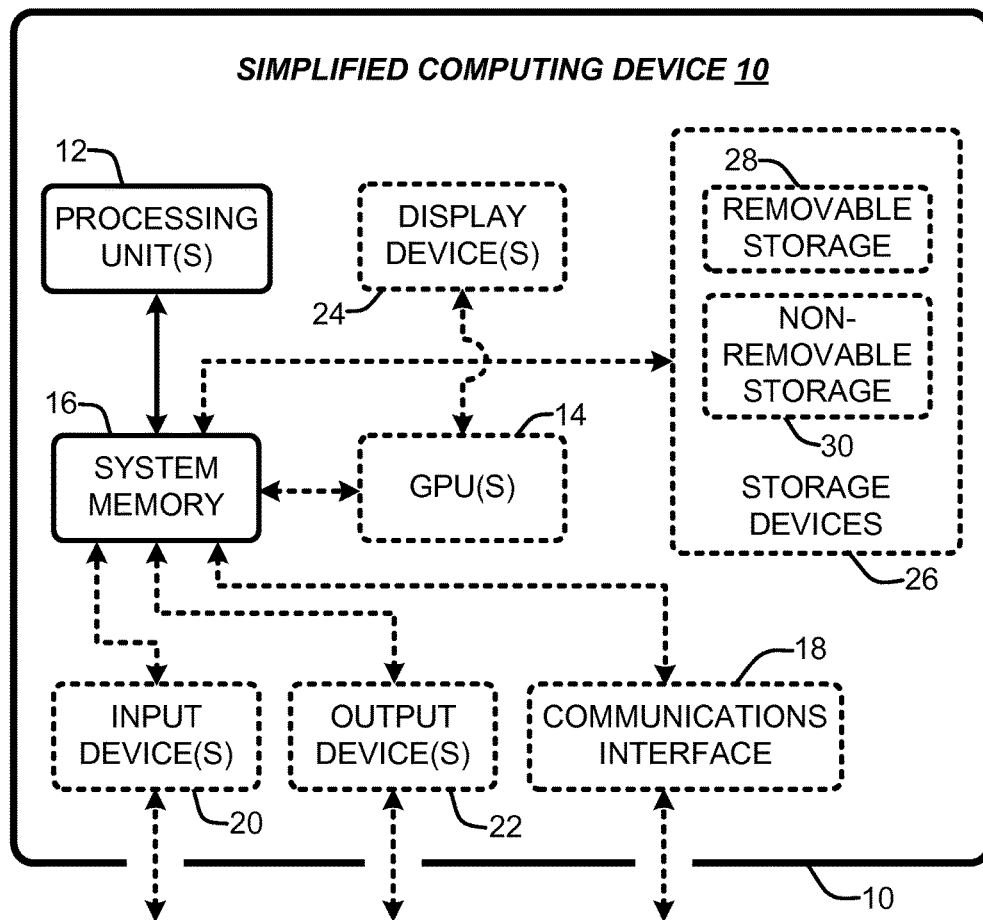 SIMPLIFIED COMPUTING DEVICE 10
12
PROCESSING
UNIT(S)
DISPLAY
DEVICE(S)
24
28
REMOVABLE
STORAGE
NON-
REMOVABLE
STORAGE
30
STORAGE
DEVICES
26
16
SYSTEM
MEMORY
14
GPU(S)
18
INPUT
DEVICE(S)
20
OUTPUT
DEVICE(S)
22
COMMUNICATIONS
INTERFACE
10